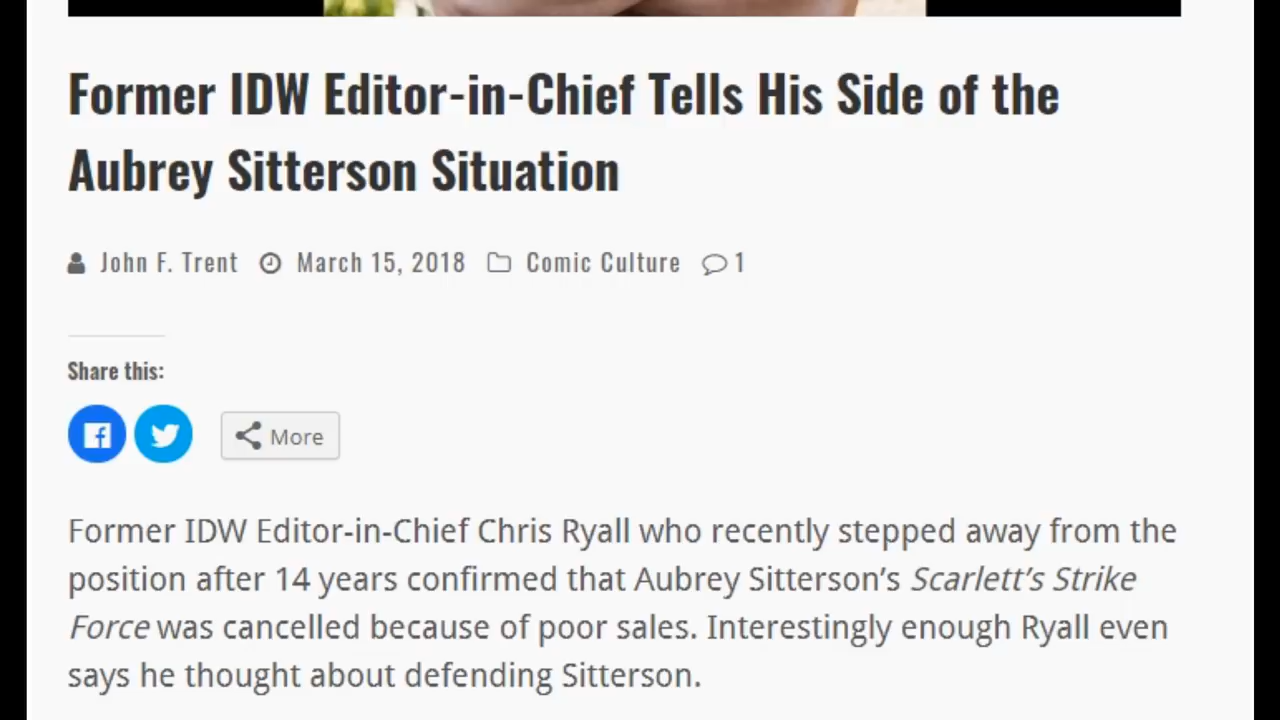 Former IDW Editor-in-Chief Tells His Side of the
Aubrey Sitterson Situation
John F. Trent March 15, 2018 Comic Culture 1
Share this:
More
Former IDW Editor-in-Chief Chris Ryall who recently stepped away from the
position after 14 years confirmed that Aubrey Sitterson’s Scarlett’s Strike
Force was cancelled because of poor sales. Interestingly enough Ryall even
says he thought about defending Sitterson.